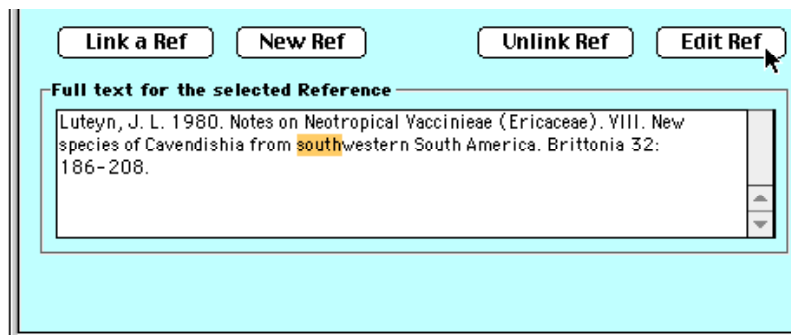 Link a Ref New Ref Unlink Ref Edit Ref
Full text for the selected Reference
Luteyn, J. L. 1980. Notes on Neotropical Vaccinieae (Ericaceae). VIII. New
species of Cavendishia from southwestern South America. Brittonia 32:
186-208.